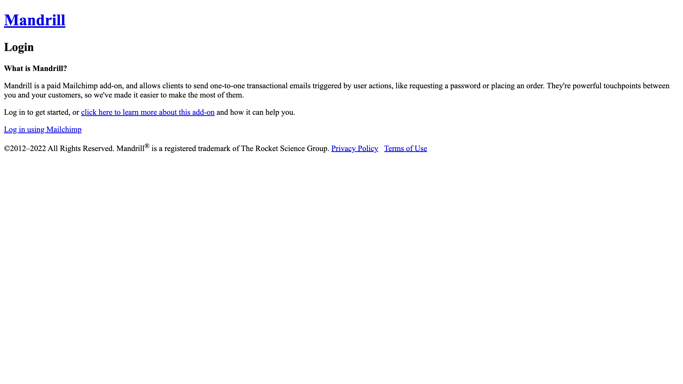 Mandrill
Login
What is Mandrill?
Mandrill is a paid Mailchimp add-on, and allows clients to send one-to-one transactional emails triggered by user actions, like requesting a password or placing an order. They're powerful touchpoints between
you and your customers, so we've made it easier to make the most of them.
Log in to get started, or click here to learn more about this add-on and how it can help you.
Log in using Mailchimp
©2012–2022 All Rights Reserved. Mandrill® is a registered trademark of The Rocket Science Group. Privacy Policy Terms of Use